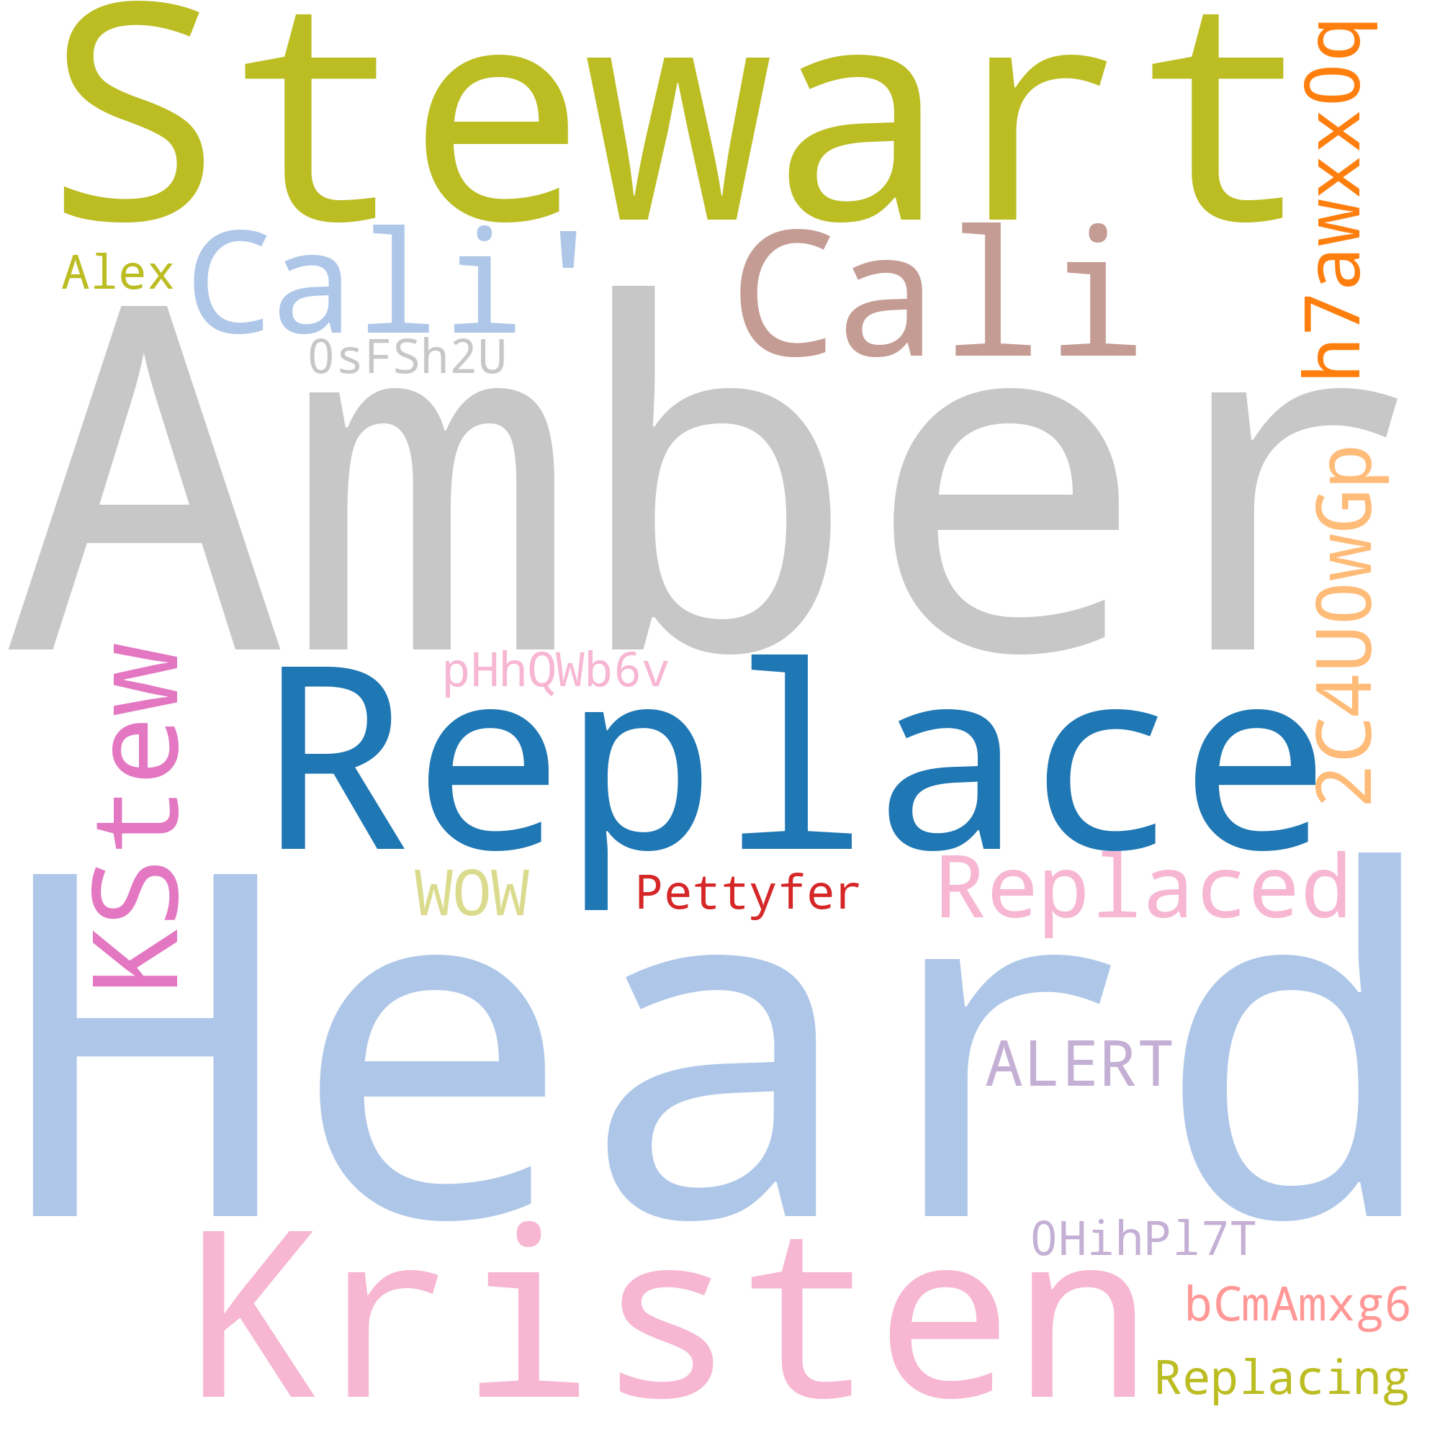 Stewart
h7awxx0q
Cali'
Cali
Alex
0sFSh2U
Amber
2C4U0wGp
KStew
pHhQWb6v
Replace
WOW
Pettyfer
Replaced
Heard
ALERT
Kristen
0HihPl7T
bCmAmxg6
Replacing